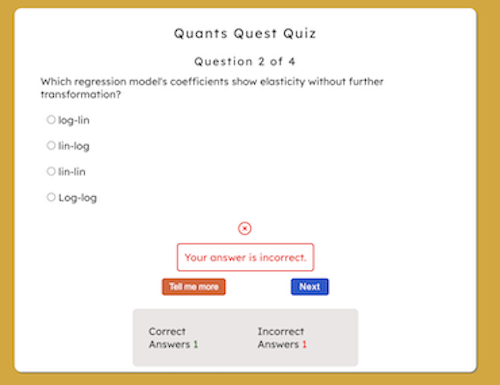 Quants Quest Quiz
Question 2 of 4
Which regression model's coefficients show elasticity without further
transformation?
log-lin
lin-log
lin-lin
Log-log
Your answer is incorrect.
Tell me more
Next
Correct
Answers 1
Incorrect
Answers 1